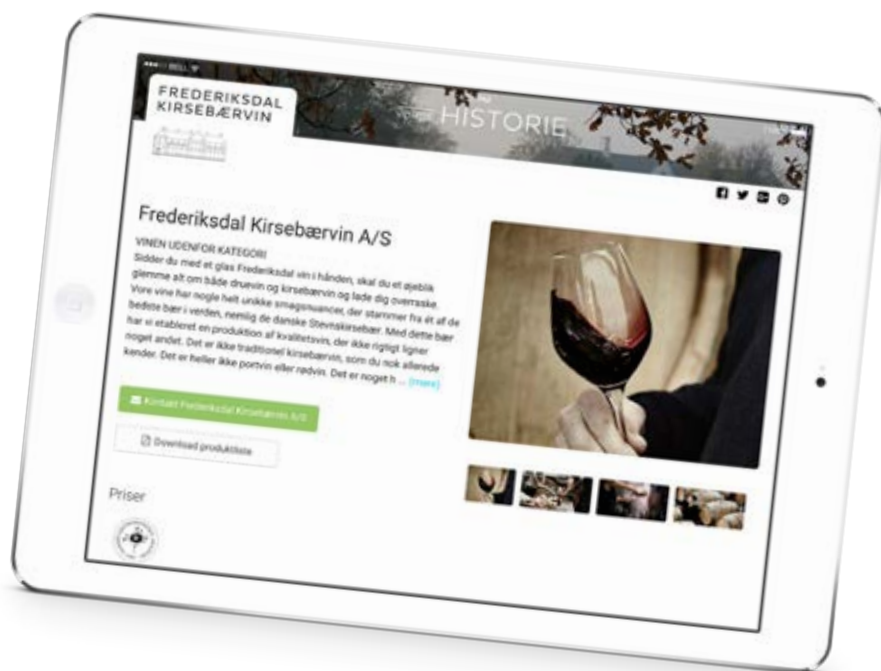 BELL
FREDERIKSDAL
KIRSEBÆRVIN
HISTORIE
Frederiksdal Kirsebærvin A/S
VINEN UDENFOR KATEGORI
Sidder du med et glas Frederiksdal vin i hånden, skal du et øjeblik
glemme alt om både druevin og kirsebærvin og lade dig overraske.
Vore vine har nogle helt unikke smagsnuancer, der stammer fra ét af de
bedste bær i verden, nemlig de danske Stevnskirsebær. Med dette bær
har vi etableret en produktion af kvalitetsvin, der ikke rigtigt ligner
noget andet. Det er ikke traditionel kirsebærvin, som du nok allerede
kender. Det er heller ikke portvin eller rødvin. Det er noget h ... (mere)
Kontakt Frederiksdal Kirsebærvin A/S
Download produktliste
Priser